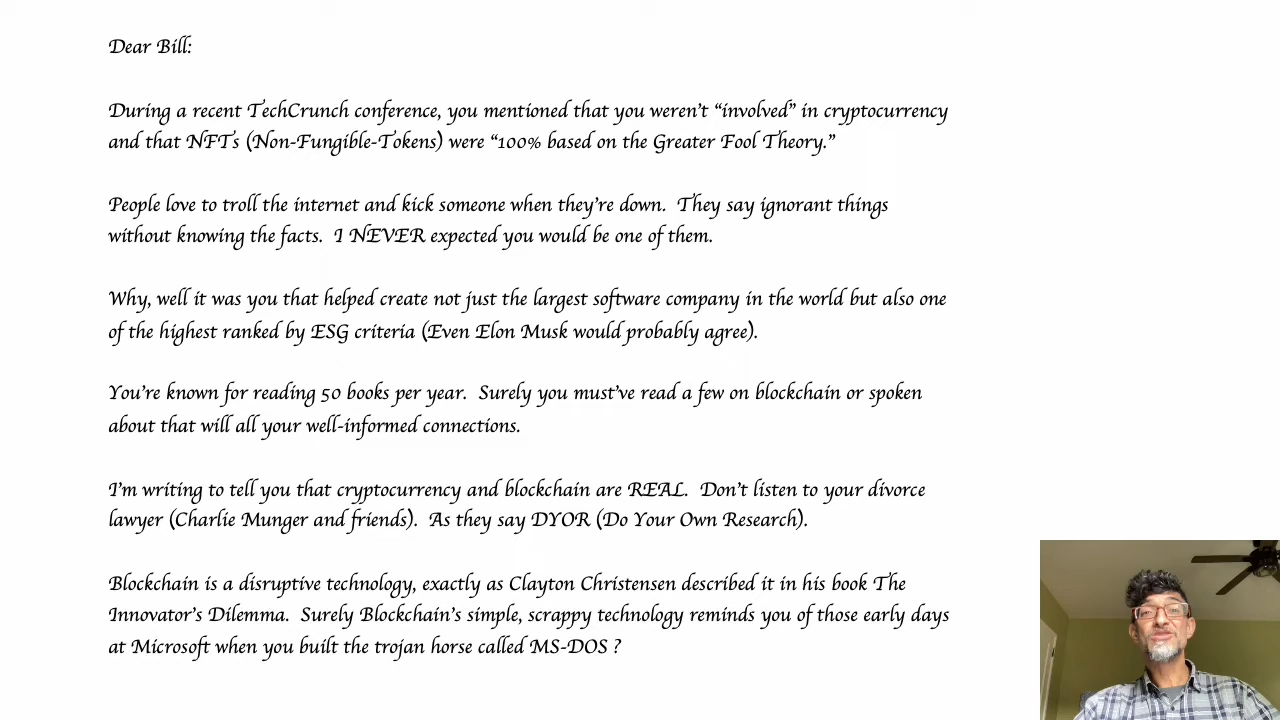 Dear Bill:
During a recent TechCrunch conference, you mentioned that you weren't “involved” in cryptocurrency
and that NFTs (Non-Fungible-Tokens) were “100% based on the Greater Fool Theory.”
People love to troll the internet and kick someone when they're down.  They say ignorant things
without knowing the facts.  I NEVER expected you would be one of them.
Why, well it was you that helped create not just the largest software company in the world but also one
of the highest ranked by ESG criteria (Even Elon Musk would probably agree).
You're known for reading 50 books per year.  Surely you must've read a few on blockchain or spoken
about that will all your well-informed connections.
I'm writing to tell you that cryptocurrency and blockchain are REAL.  Don't listen to your divorce
lawyer (Charlie Munger and friends).  As they say DYOR (Do Your Own Research).
Blockchain is a disruptive technology, exactly as Clayton Christensen described it in his book The
Innovator's Dilemma.  Surely Blockchain's simple, scrappy technology reminds you of those early days
at Microsoft when you built the trojan horse called MS-DOS ?